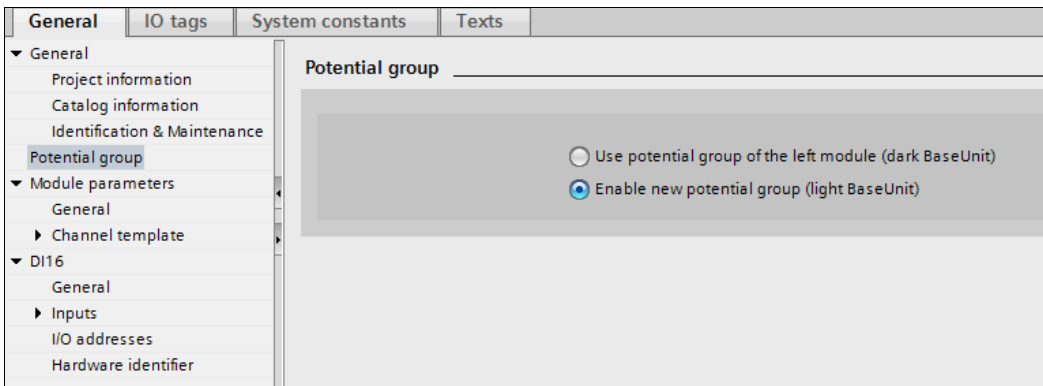 General IO tags System constants Texts
General
Project information
Catalog information
Identification & Maintenance
Potential group
Module parameters
General
Channel template
DI16
General
Inputs
I/O addresses
Hardware identifier
Potential group
Use potential group of the left module (dark BaseUnit)
Enable new potential group (light BaseUnit)